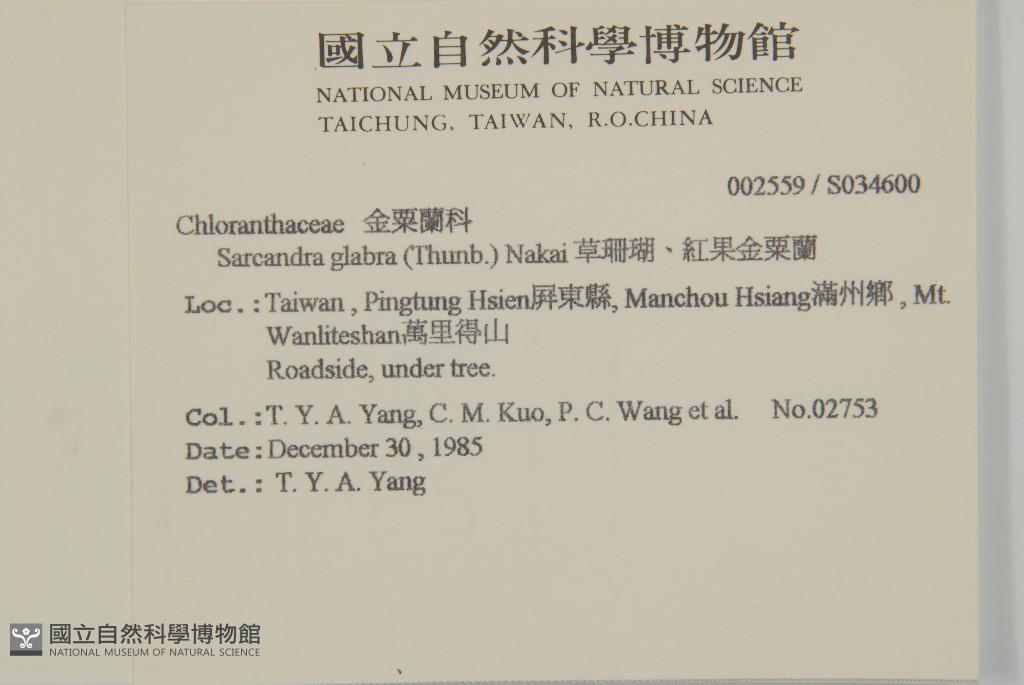 國立自然科學博物館
NATIONAL MUSEUM OF NATURAL SCIENCE
TAICHUNG, TAIWAN, R.O.CHINA
002559 / S034600
Chloranthaceae 金粟蘭科
Sarcandra glabra (Thunb.) Nakai 草珊瑚、紅果金粟蘭
Loc.:Taiwan , Pingtung Hsien屏東縣, Manchou Hsiang滿州鄉 , Mt.
Wanliteshan萬里得山
Roadside, under tree.
Col.:T. Y. A. Yang, C. M. Kuo, P. C. Wang et al. No.02753
Date:December 30 , 1985
Det.: T. Y. A. Yang
國立自然科學博物館
NATIONAL MUSEUM OF NATURAL SCIENCE